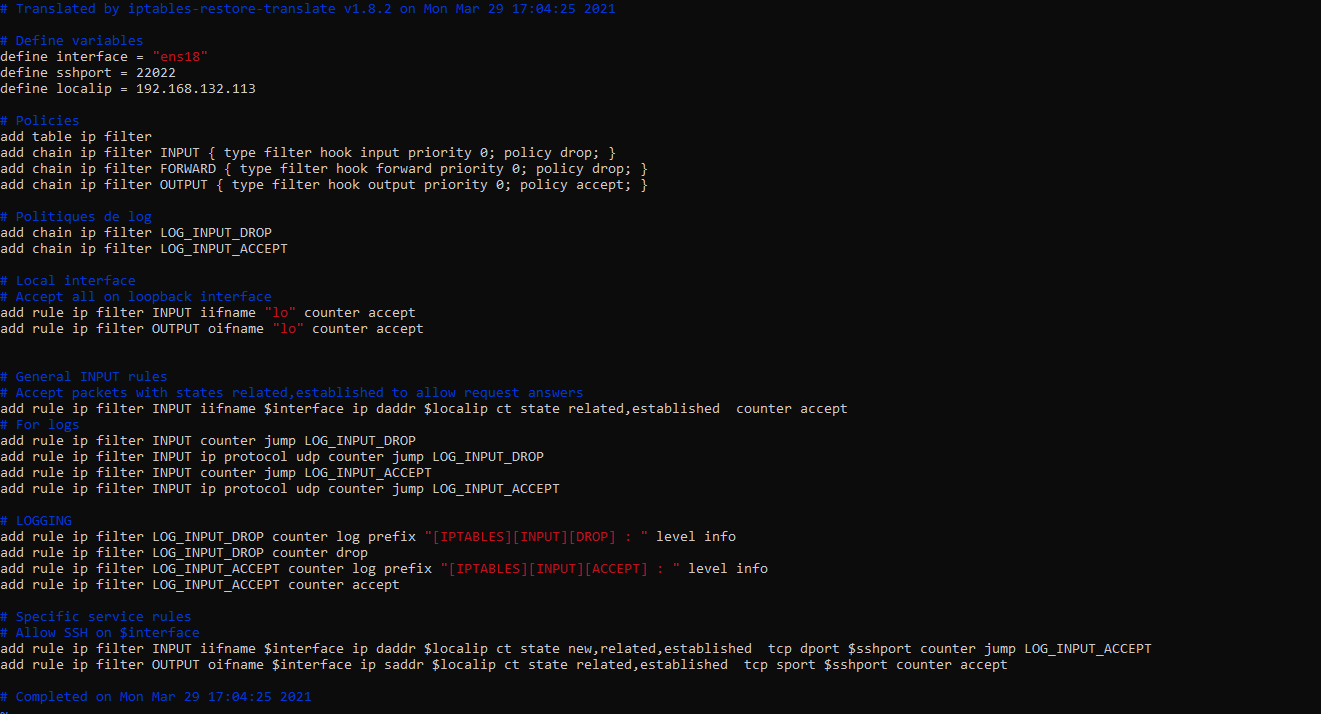 # Translated by iptables-restore-translate v1.8.2 on Mon Mar 29 17:04:25 2021
# Define variables
define interface = "ens18"
define sshport = 22022
define localip = 192.168.132.113
# Policies
add table ip filter
add chain ip filter INPUT { type filter hook input priority 0; policy drop; }
add chain ip filter FORWARD { type filter hook forward priority 0; policy drop; }
add chain ip filter OUTPUT { type filter hook output priority 0; policy accept; }
# Politiques de log
add chain ip filter LOG_INPUT_DROP
add chain ip filter LOG_INPUT_ACCEPT
# Local interface
# Accept all on loopback interface
add rule ip filter INPUT iifname "lo" counter accept
add rule ip filter OUTPUT oifname "lo" counter accept
# General INPUT rules
# Accept packets with states related,established to allow request answers
add rule ip filter INPUT iifname $interface ip daddr $localip ct state related,established  counter accept
# For logs
add rule ip filter INPUT counter jump LOG_INPUT_DROP
add rule ip filter INPUT ip protocol udp counter jump LOG_INPUT_DROP
add rule ip filter INPUT counter jump LOG_INPUT_ACCEPT
add rule ip filter INPUT ip protocol udp counter jump LOG_INPUT_ACCEPT
# LOGGING
add rule ip filter LOG_INPUT_DROP counter log prefix "[IPTABLES][INPUT][DROP] : " level info
add rule ip filter LOG_INPUT_DROP counter drop
add rule ip filter LOG_INPUT_ACCEPT counter log prefix "[IPTABLES][INPUT][ACCEPT] : " level info
add rule ip filter LOG_INPUT_ACCEPT counter accept
# Specific service rules
# Allow SSH on $interface
add rule ip filter INPUT iifname $interface ip daddr $localip ct state new,related,established  tcp dport $sshport counter jump LOG_INPUT_ACCEPT
add rule ip filter OUTPUT oifname $interface ip saddr $localip ct state related,established  tcp sport $sshport counter accept
# Completed on Mon Mar 29 17:04:25 2021